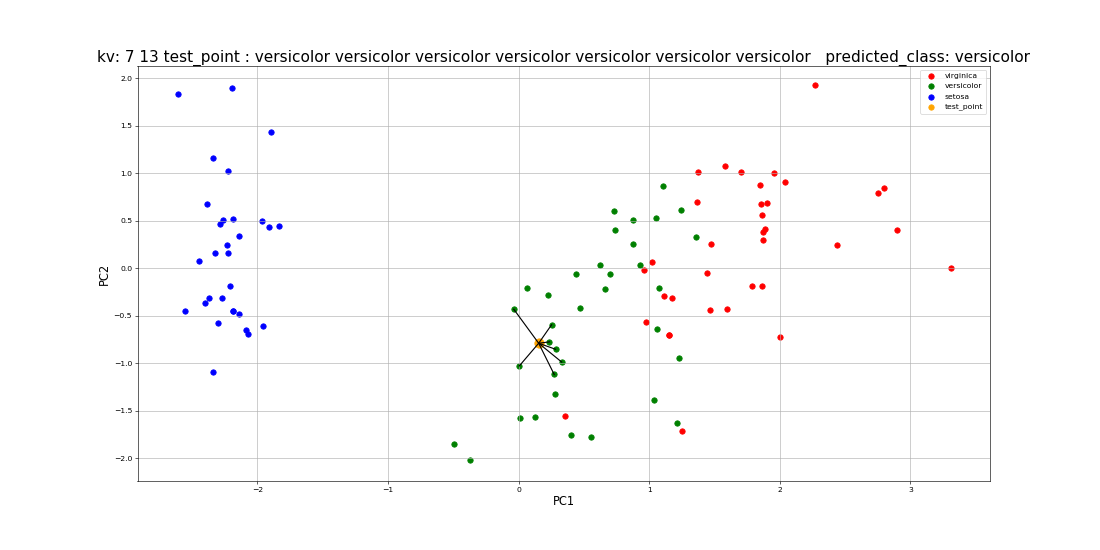 kv: 7 13 test_point : versicolor versicolor versicolor versicolor versicolor versicolor versicolor   predicted_class: versicolor
virginica
versicolor
setosa
test_point
2.0
1.5
1.0
0.5
0.0
−0.5
−1.0
−1.5
−2.0
PC2
−2 −1 0 1 2 3
PC1